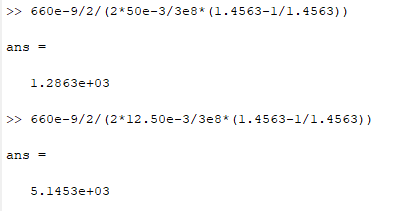 >> 660e-9/2/(2*50e-3/3e8*(1.4563-1/1.4563))
ans =
1.2863e+03
>> 660e-9/2/(2*12.50e-3/3e8*(1.4563-1/1.4563))
ans =
5.1453e+03